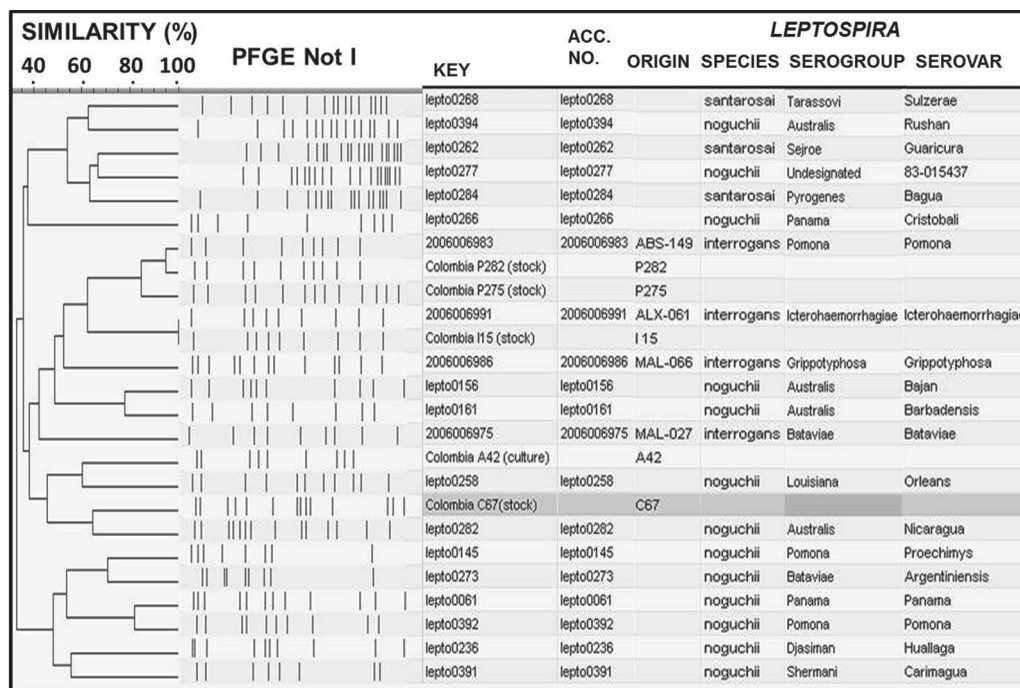 SIMILARITY (%)
40 60 80 100
PFGE Not I
KEY
ACC. NO.
ORIGIN
LEPTOSPIRA
SPECIES SEROGROUP SEROVAR
lepto0268 lepto0268 santarosai Tarassovi Sulzerae
lepto0394 lepto0394 noguchii Australis Rushan
lepto0262 lepto0262 santarosai Sejroe Guaricura
lepto0277 lepto0277 noguchii Undesignated 83-015437
lepto0284 lepto0284 santarosai Pyrogenes Bagua
lepto0266 lepto0266 noguchii Panama Cristobali
2006006983 2006006983 ABS-149 interrogans Pomona Pomona
Colombia P282 (stock) P282
Colombia P275 (stock) P275
2006006991 2006006991 ALX-061 interrogans Icterohaemorrhagiae Icterohaemorrhagiae
Colombia I15 (stock) I 15
2006006986 2006006986 MAL-066 interrogans Grippotyphosa Grippotyphosa
lepto0156 lepto0156 noguchii Australis Bajan
lepto0161 lepto0161 noguchii Australis Barbadensis
2006006975 2006006975 MAL-027 interrogans Bataviae Bataviae
Colombia A42 (culture) A42
lepto0258 lepto0258 noguchii Louisiana Orleans
Colombia C67(stock) C67
lepto0282 lepto0282 noguchii Australis Nicaragua
lepto0145 lepto0145 noguchii Pomona Proechimys
lepto0273 lepto0273 noguchii Bataviae Argentiniensis
lepto0061 lepto0061 noguchii Panama Panama
lepto0392 lepto0392 noguchii Pomona Pomona
lepto0236 lepto0236 noguchii Djasiman Huallaga
lepto0391 lepto0391 noguchii Shermani Carimagua